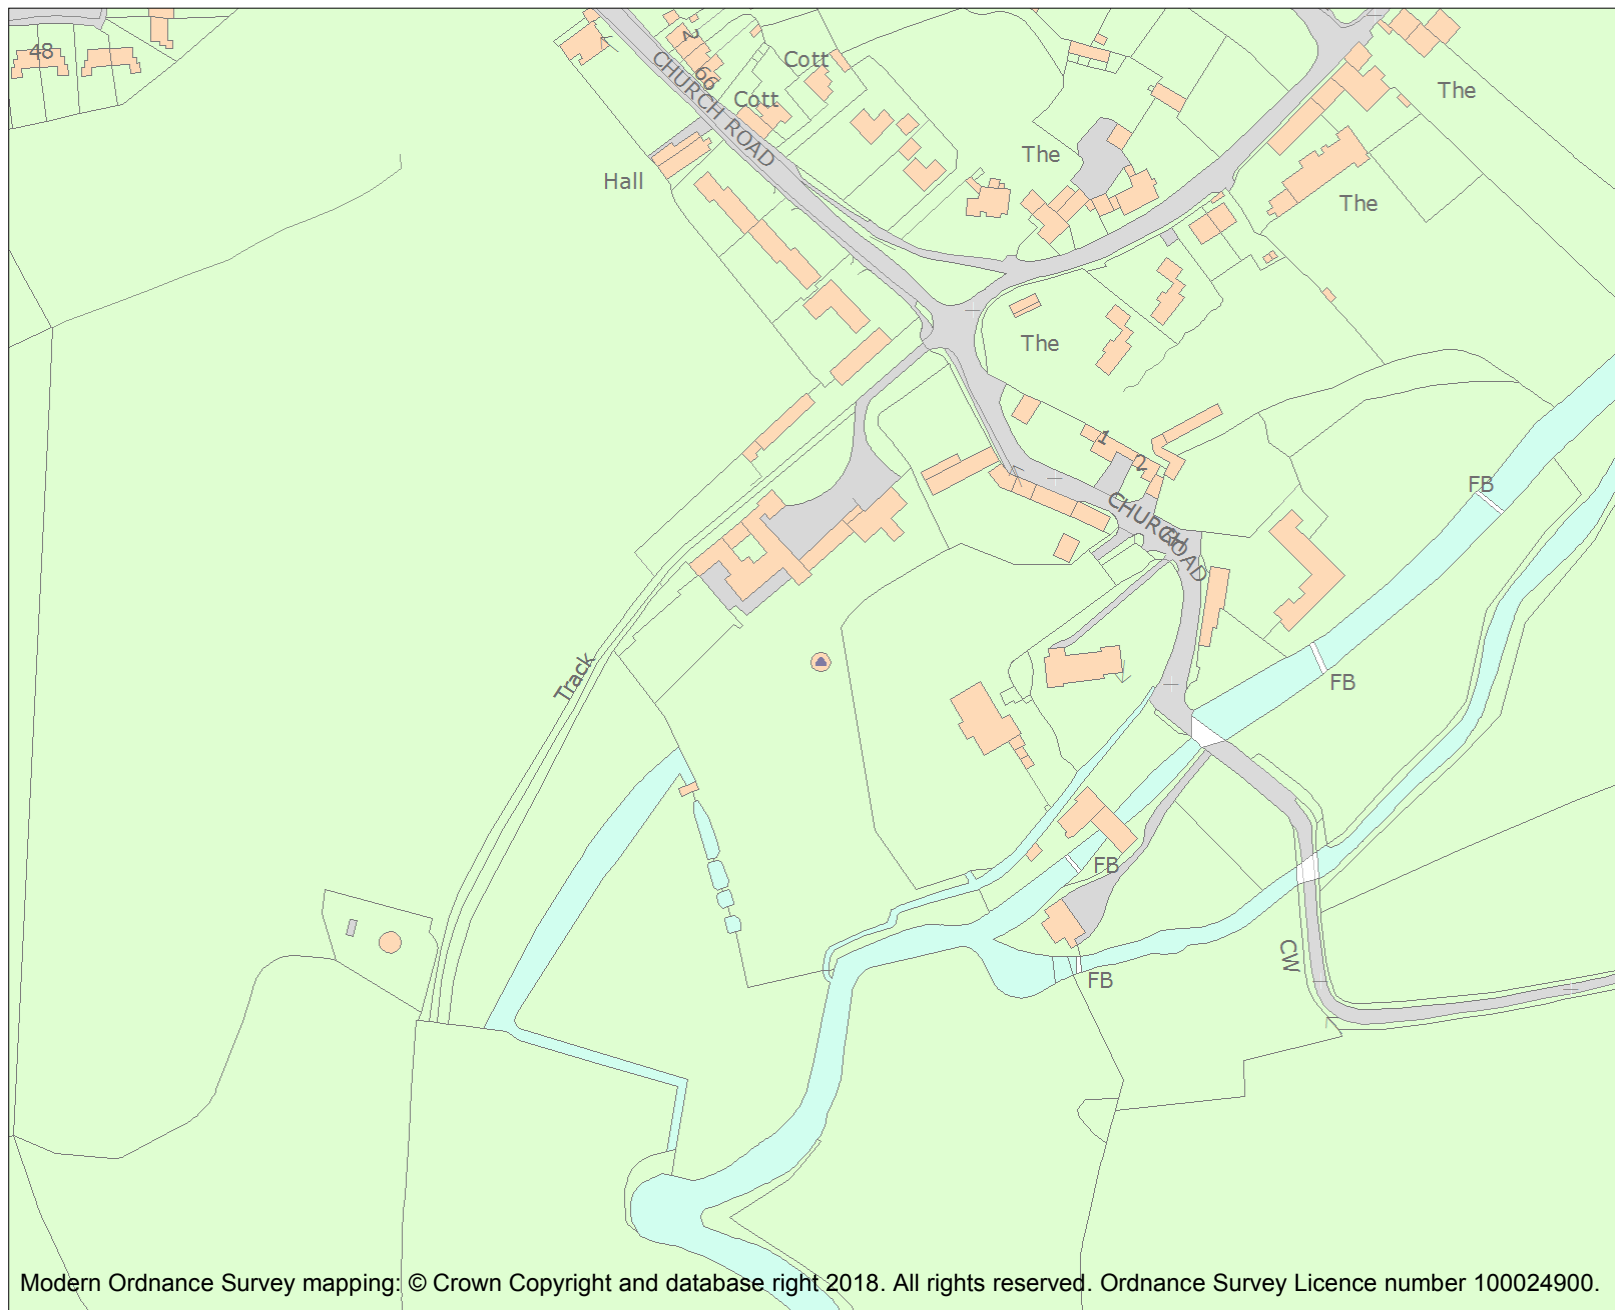 48
2
66
Cott
Cott
CHURCH ROAD
The
Hall
The
The
The
1
2
FB
CHURCH ROAD
Track
FB
FB
FB
CW
Modern Ordnance Survey mapping: © Crown Copyright and database right 2018. All rights reserved. Ordnance Survey Licence number 100024900.